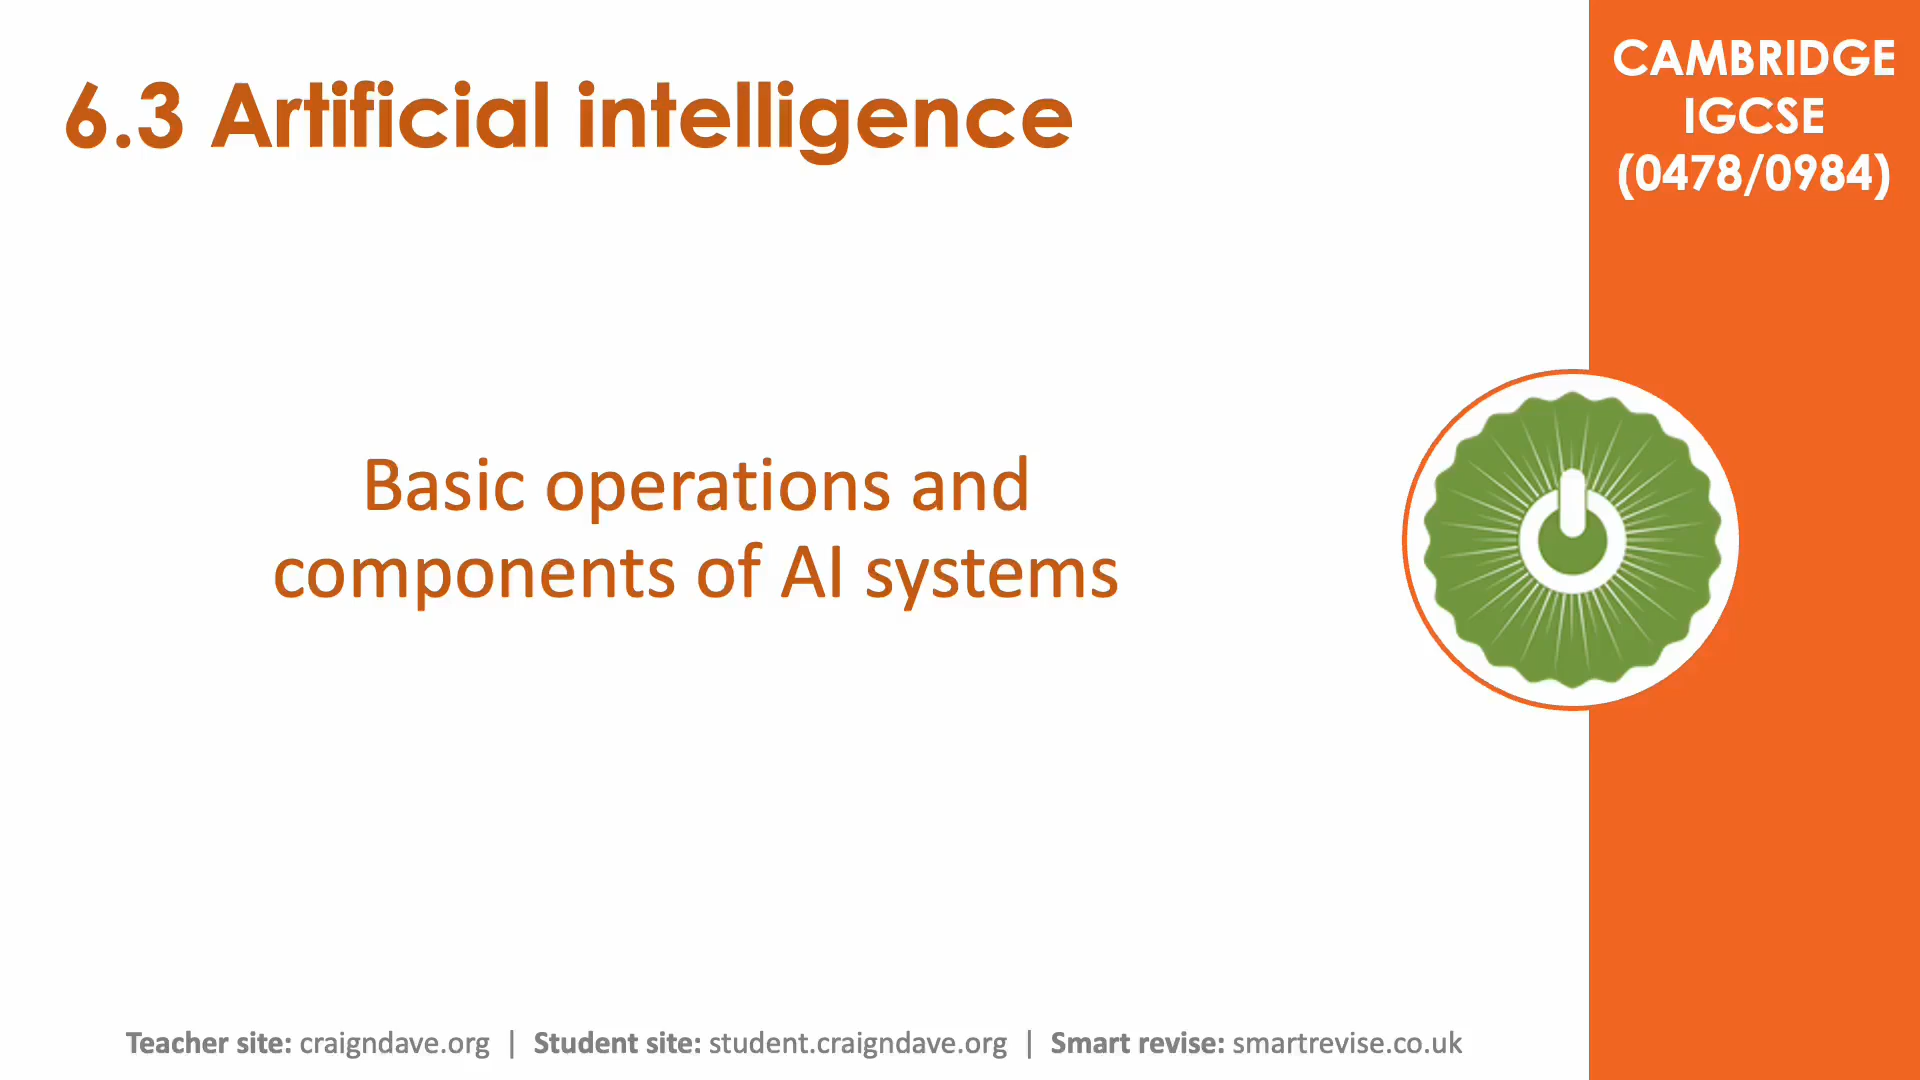 6.3 Artificial intelligence
CAMBRIDGE
IGCSE
(0478/0984)
Basic operations and
components of AI systems
Teacher site: craigndave.org | Student site: student.craigndave.org | Smart revise: smartrevise.co.uk